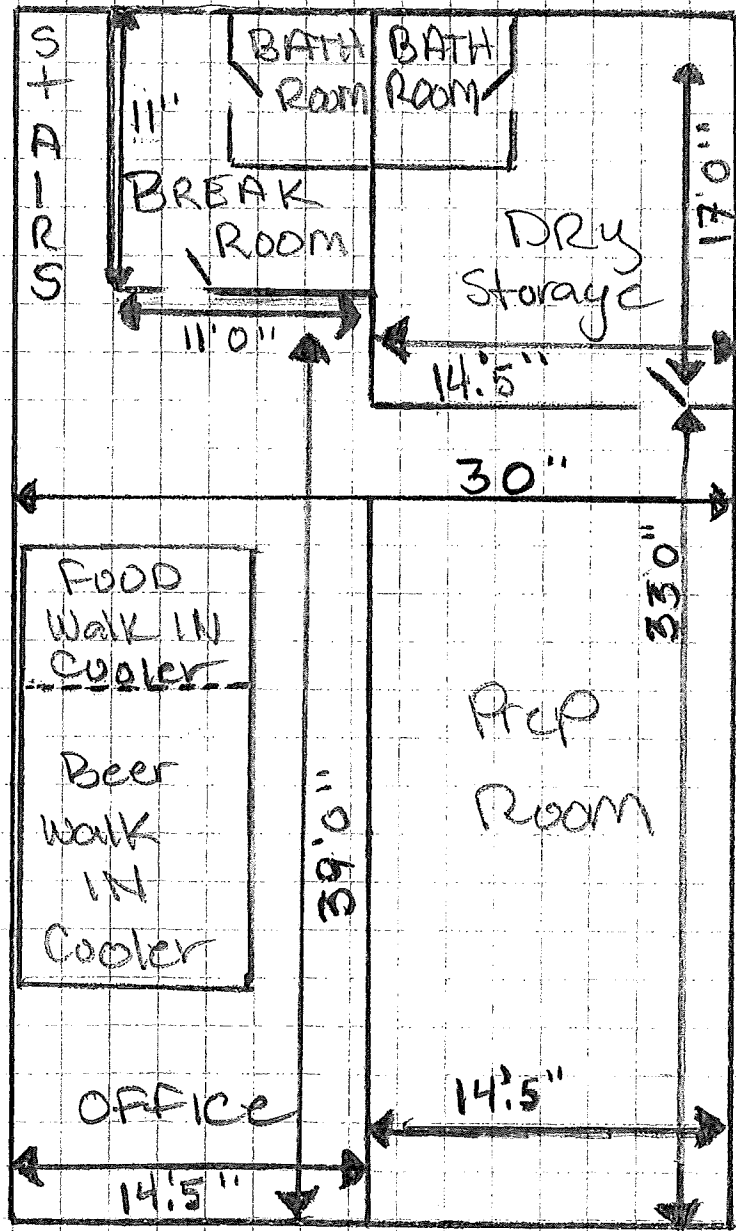 STAIRS
11"
BATH
ROOM
BATH
ROOM
BREAK
ROOM
11'0"
DRy
Storage
17'0"
14'.5"
30"
FOOD
Walk IN
Cooler
Beer
Walk
IN
Cooler
39'0"
Prep
ROOM
33'0"
OFFICe
14'.5"
14'.5"